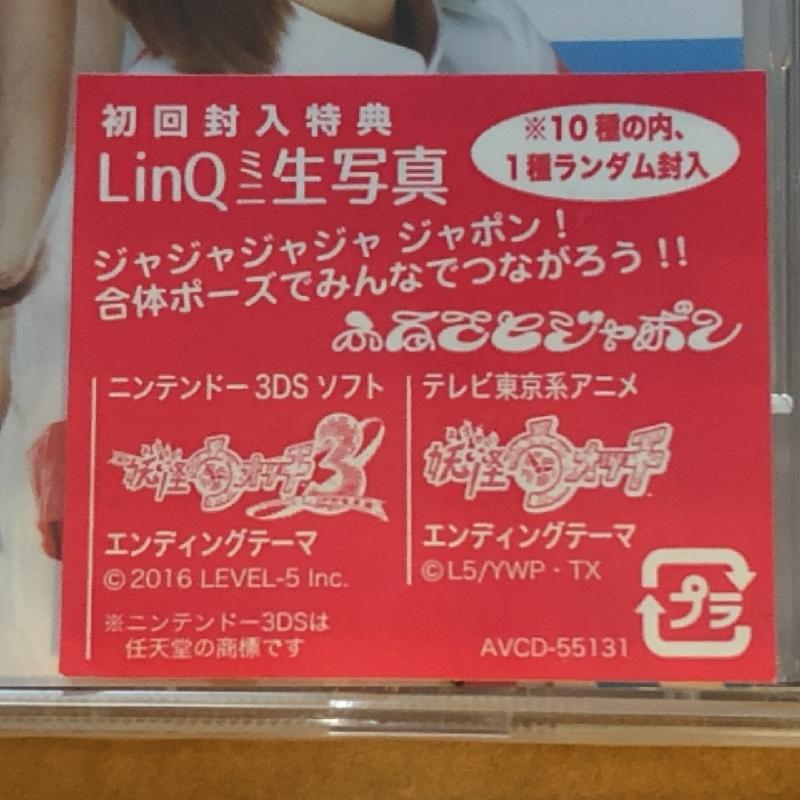 初回封入特典
LinQミニ生写真
※10種の内、
1種ランダム封入
ジャジャジャジャ ジャポン！
合体ポーズでみんなでつながろう!!
ふるさとジャポン
ニンテンドー3DSソフト
妖怪ウォッチ3
エンディングテーマ
©2016 LEVEL-5 Inc.
※ニンテンドー3DSは
任天堂の商標です
テレビ東京系アニメ
妖怪ウォッチ
エンディングテーマ
©L5/YWP・TX
AVCD-55131
プラ